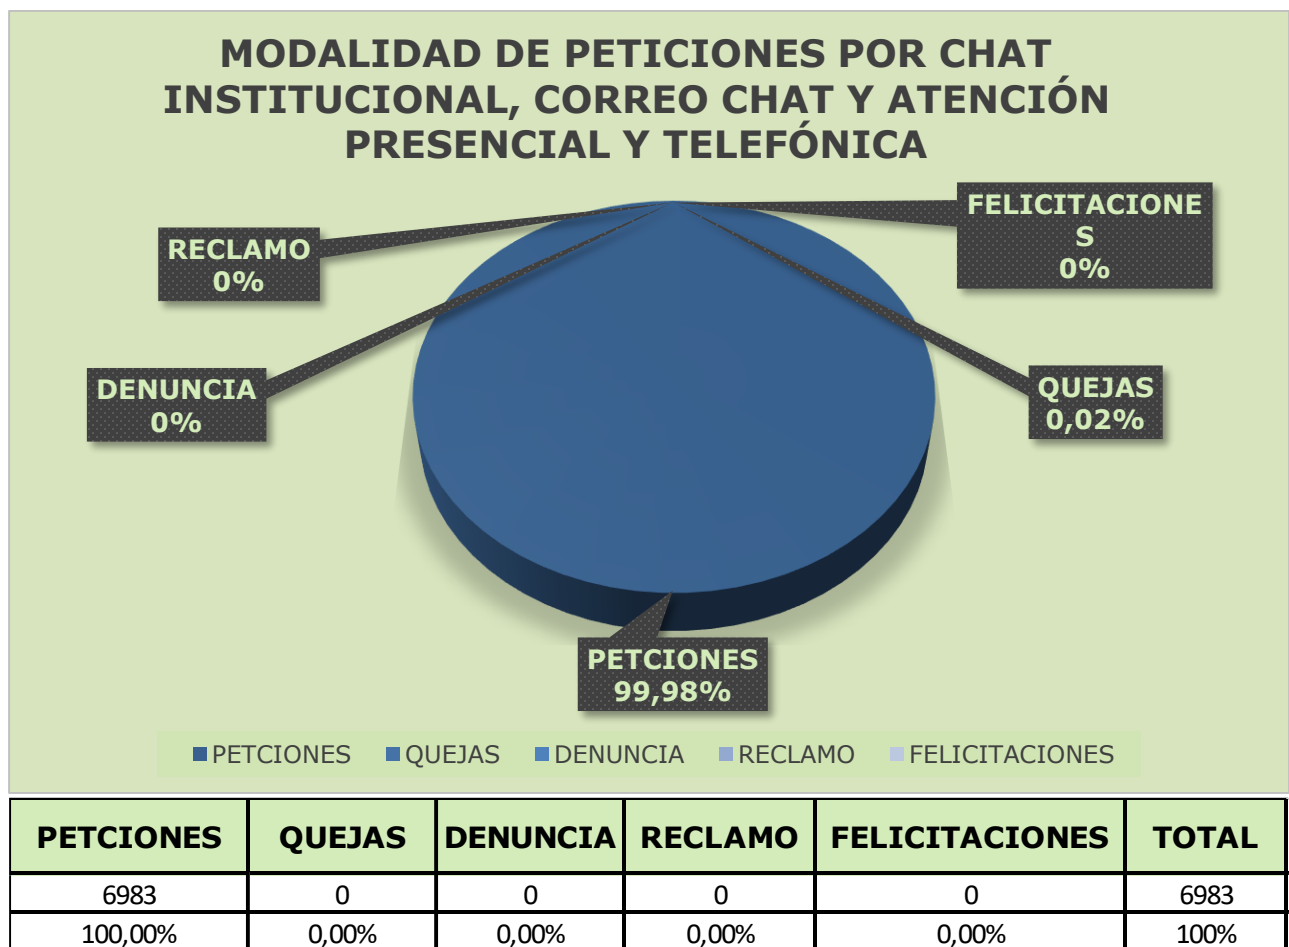 MODALIDAD DE PETICIONES POR CHAT
INSTITUCIONAL, CORREO CHAT Y ATENCIÓN
PRESENCIAL Y TELEFÓNICA
FELICITACIONE
S
0%
RECLAMO
0%
DENUNCIA
0%
QUEJAS
0,02%
PETCIONES
99,98%
PETCIONES QUEJAS DENUNCIA RECLAMO FELICITACIONES
PETCIONES QUEJAS DENUNCIA RECLAMO FELICITACIONES TOTAL
6983 0 0 0 0 6983
100,00% 0,00% 0,00% 0,00% 0,00% 100%